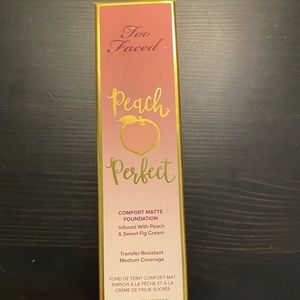 Too
Faced
Peach
Perfect
COMFORT MATTE
FOUNDATION
Infused With Peach
& Sweet Fig Cream
Transfer Resistant
Medium Coverage
FOND DE TEINT CONFORT MAT
ENRICHI À LA PÊCHE ET À LA
CRÈME DE FIGUE SUCRÉE